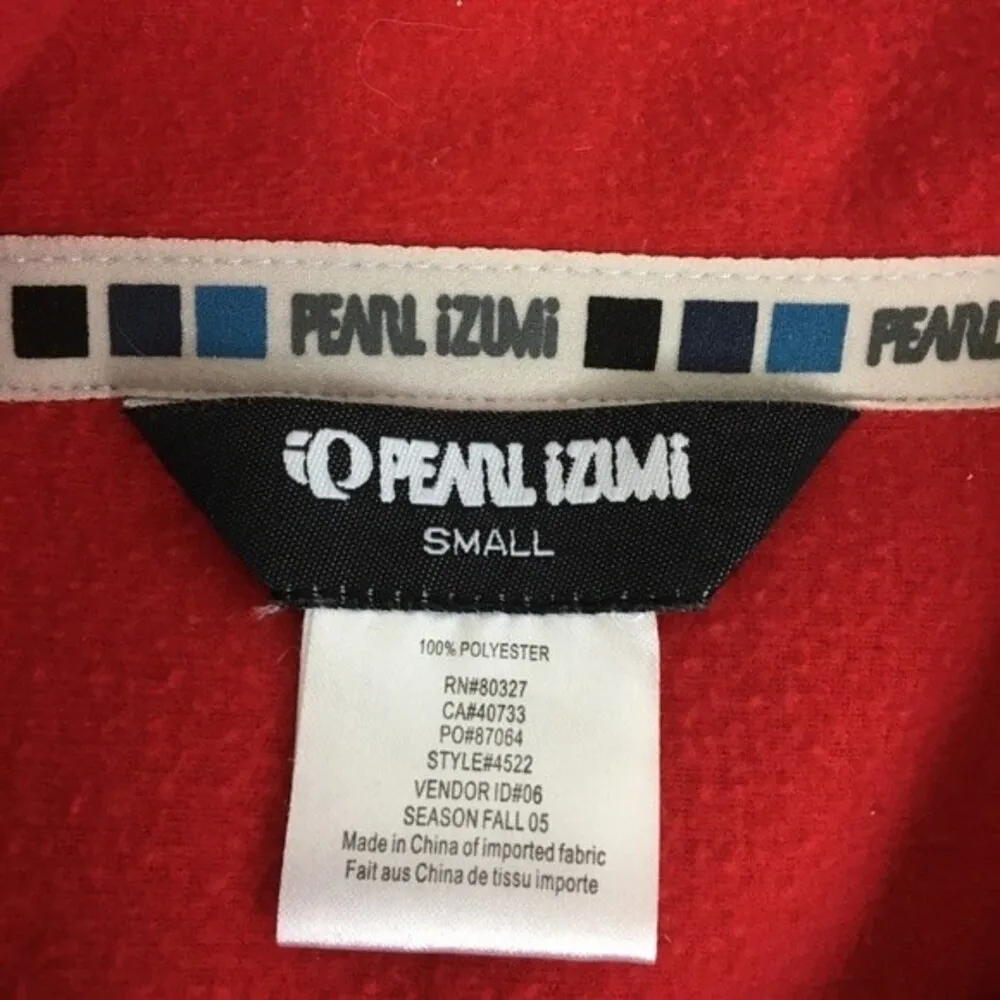 PEARL iZUMi PEARL
iQ PEARL iZUMi
SMALL
100% POLYESTER
RN#80327
CA#40733
PO#87064
STYLE#4522
VENDOR ID#06
SEASON FALL 05
Made in China of imported fabric
Fait aus China de tissu importe